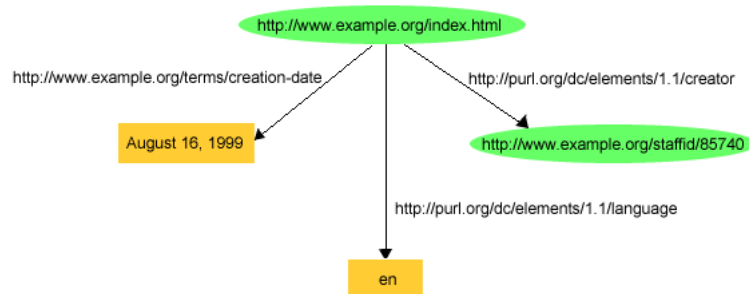 http://www.example.org/index.html
http://www.example.org/terms/creation-date
http://purl.org/dc/elements/1.1/creator
August 16, 1999
http://www.example.org/staffid/85740
http://purl.org/dc/elements/1.1/language
en